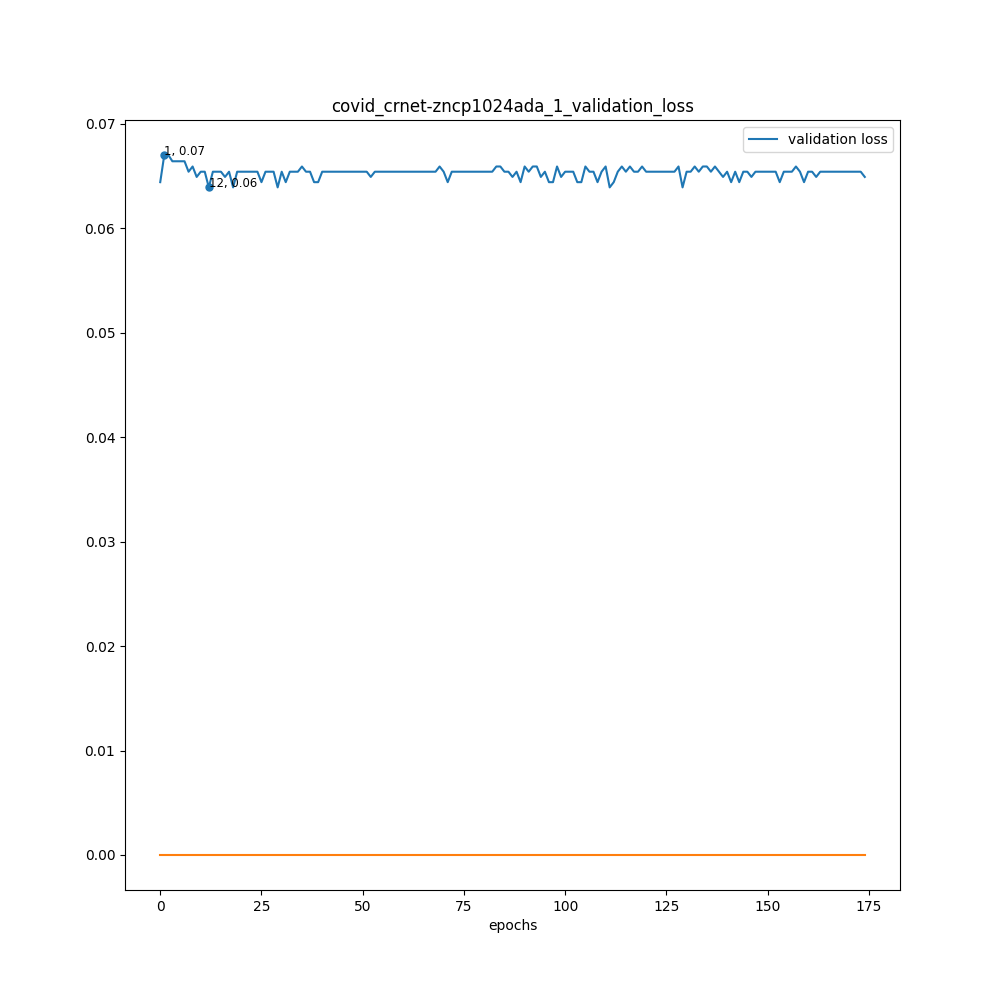 covid_crnet-zncp1024ada_1_validation_loss
0.07
validation loss
1, 0.07
12, 0.06
0.06
0.05
0.04
0.03
0.02
0.01
0.00
0 25 50 75 100 125 150 175
epochs